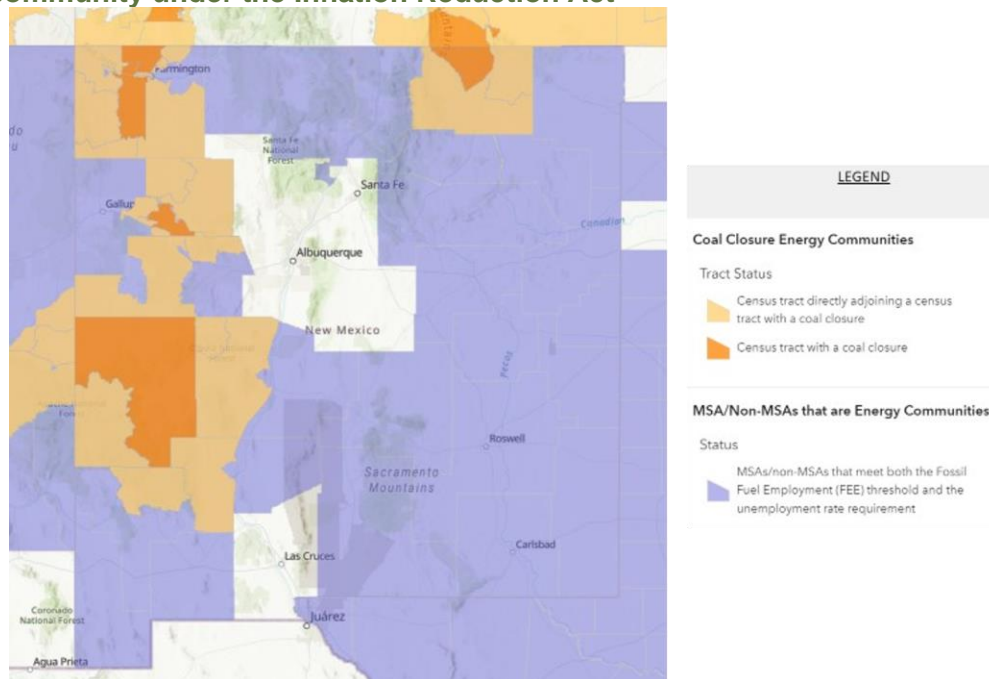 ommunity under the Inflation Reduction Act
Farmington
Santa Fe
National
Forest
Santa Fe
Gallup
Canadian
Albuquerque
New Mexico
Pecos
Roswell
Sacramento
Mountains
Carlsbad
Las Cruces
Juárez
Coronado
National Forest
Agua Prieta
LEGEND
Coal Closure Energy Communities
Tract Status
Census tract directly adjoining a census
tract with a coal closure
Census tract with a coal closure
MSA/Non-MSAs that are Energy Communities
Status
MSAs/non-MSAs that meet both the Fossil
Fuel Employment (FEE) threshold and the
unemployment rate requirement